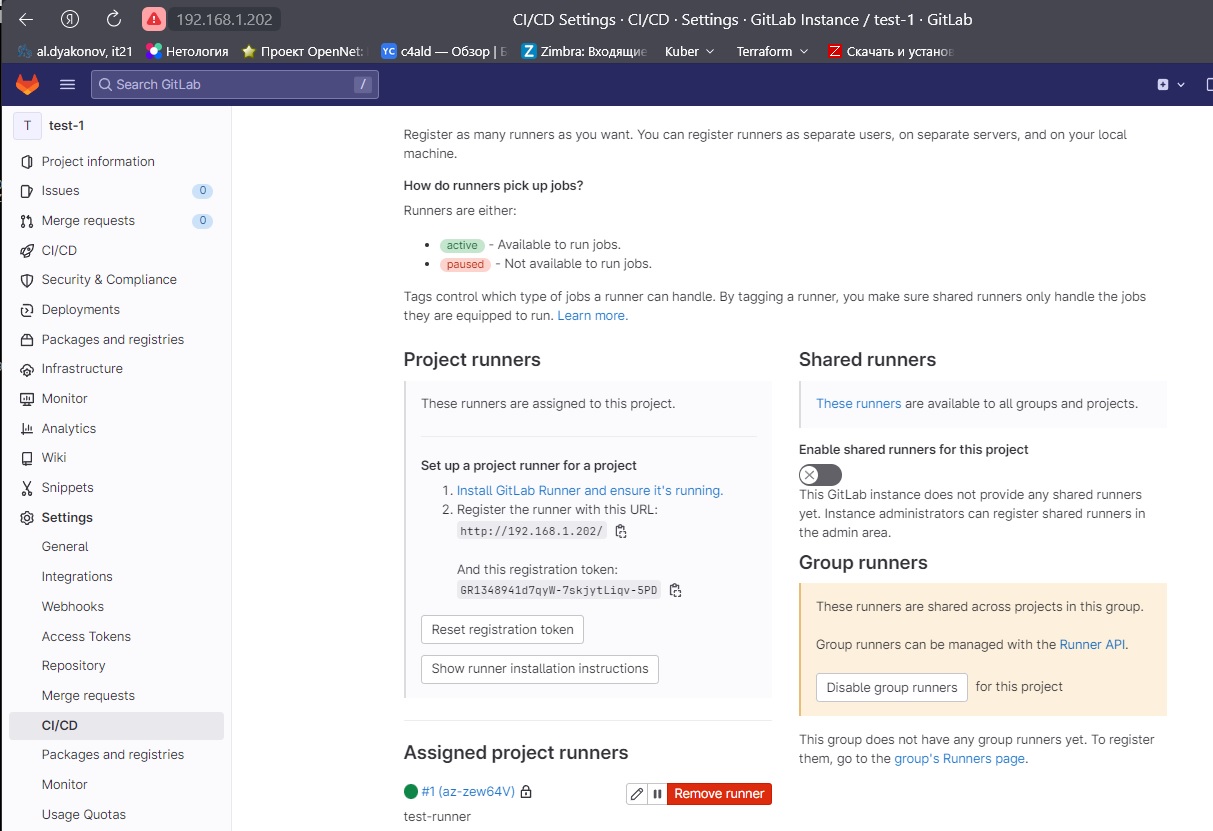 192.168.1.202
CI/CD Settings · CI/CD · Settings · GitLab Instance / test-1 · GitLab
al.dyakonov, it21
Нетология
Проект OpenNet:
YC c4ald — Обзор |
Zimbra: Входящие
Kuber
Terraform
Скачать и установ
Search GitLab
/
T test-1
Project information
Issues 0
Merge requests 0
CI/CD
Security & Compliance
Deployments
Packages and registries
Infrastructure
Monitor
Analytics
Wiki
Snippets
Settings
General
Integrations
Webhooks
Access Tokens
Repository
Merge requests
CI/CD
Packages and registries
Monitor
Usage Quotas
Register as many runners as you want. You can register runners as separate users, on separate servers, and on your local
machine.
How do runners pick up jobs?
Runners are either:
active - Available to run jobs.
paused - Not available to run jobs.
Tags control which type of jobs a runner can handle. By tagging a runner, you make sure shared runners only handle the jobs
they are equipped to run. Learn more.
Project runners
These runners are assigned to this project.
Set up a project runner for a project
1. Install GitLab Runner and ensure it's running.
2. Register the runner with this URL:
http://192.168.1.202/
And this registration token:
GR1348941d7qyW-7skjytLiqv-5PD
Reset registration token
Show runner installation instructions
Assigned project runners
#1 (az-zew64V)
Remove runner
test-runner
Shared runners
These runners are available to all groups and projects.
Enable shared runners for this project
This GitLab instance does not provide any shared runners
yet. Instance administrators can register shared runners in
the admin area.
Group runners
These runners are shared across projects in this group.
Group runners can be managed with the Runner API.
Disable group runners for this project
This group does not have any group runners yet. To register
them, go to the group's Runners page.